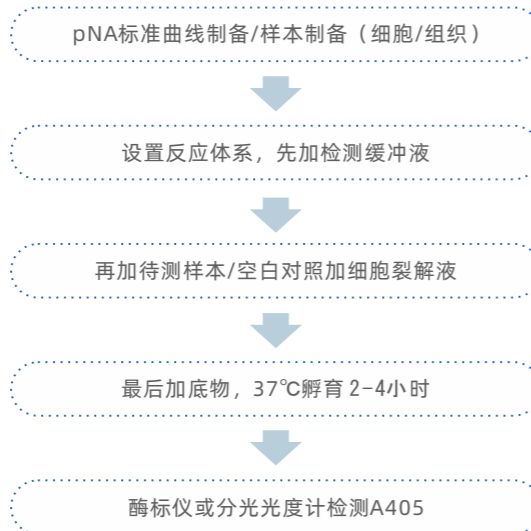 pNA标准曲线制备/样本制备（细胞/组织）
设置反应体系，先加检测缓冲液
再加待测样本/空白对照加细胞裂解液
最后加底物，37℃孵育2-4小时
酶标仪或分光光度计检测A405